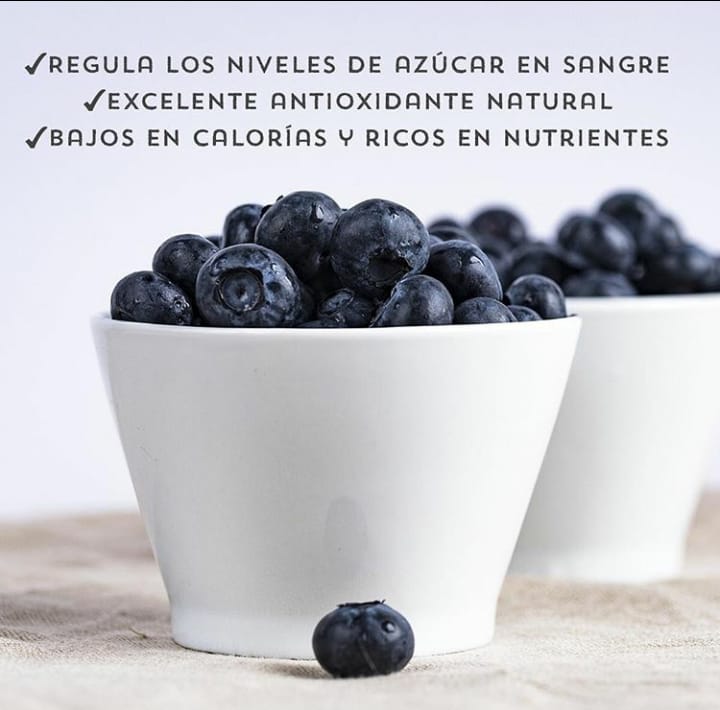 ✓REGULA LOS NIVELES DE AZÚCAR EN SANGRE
✓EXCELENTE ANTIOXIDANTE NATURAL
✓BAJOS EN CALORÍAS Y RICOS EN NUTRIENTES